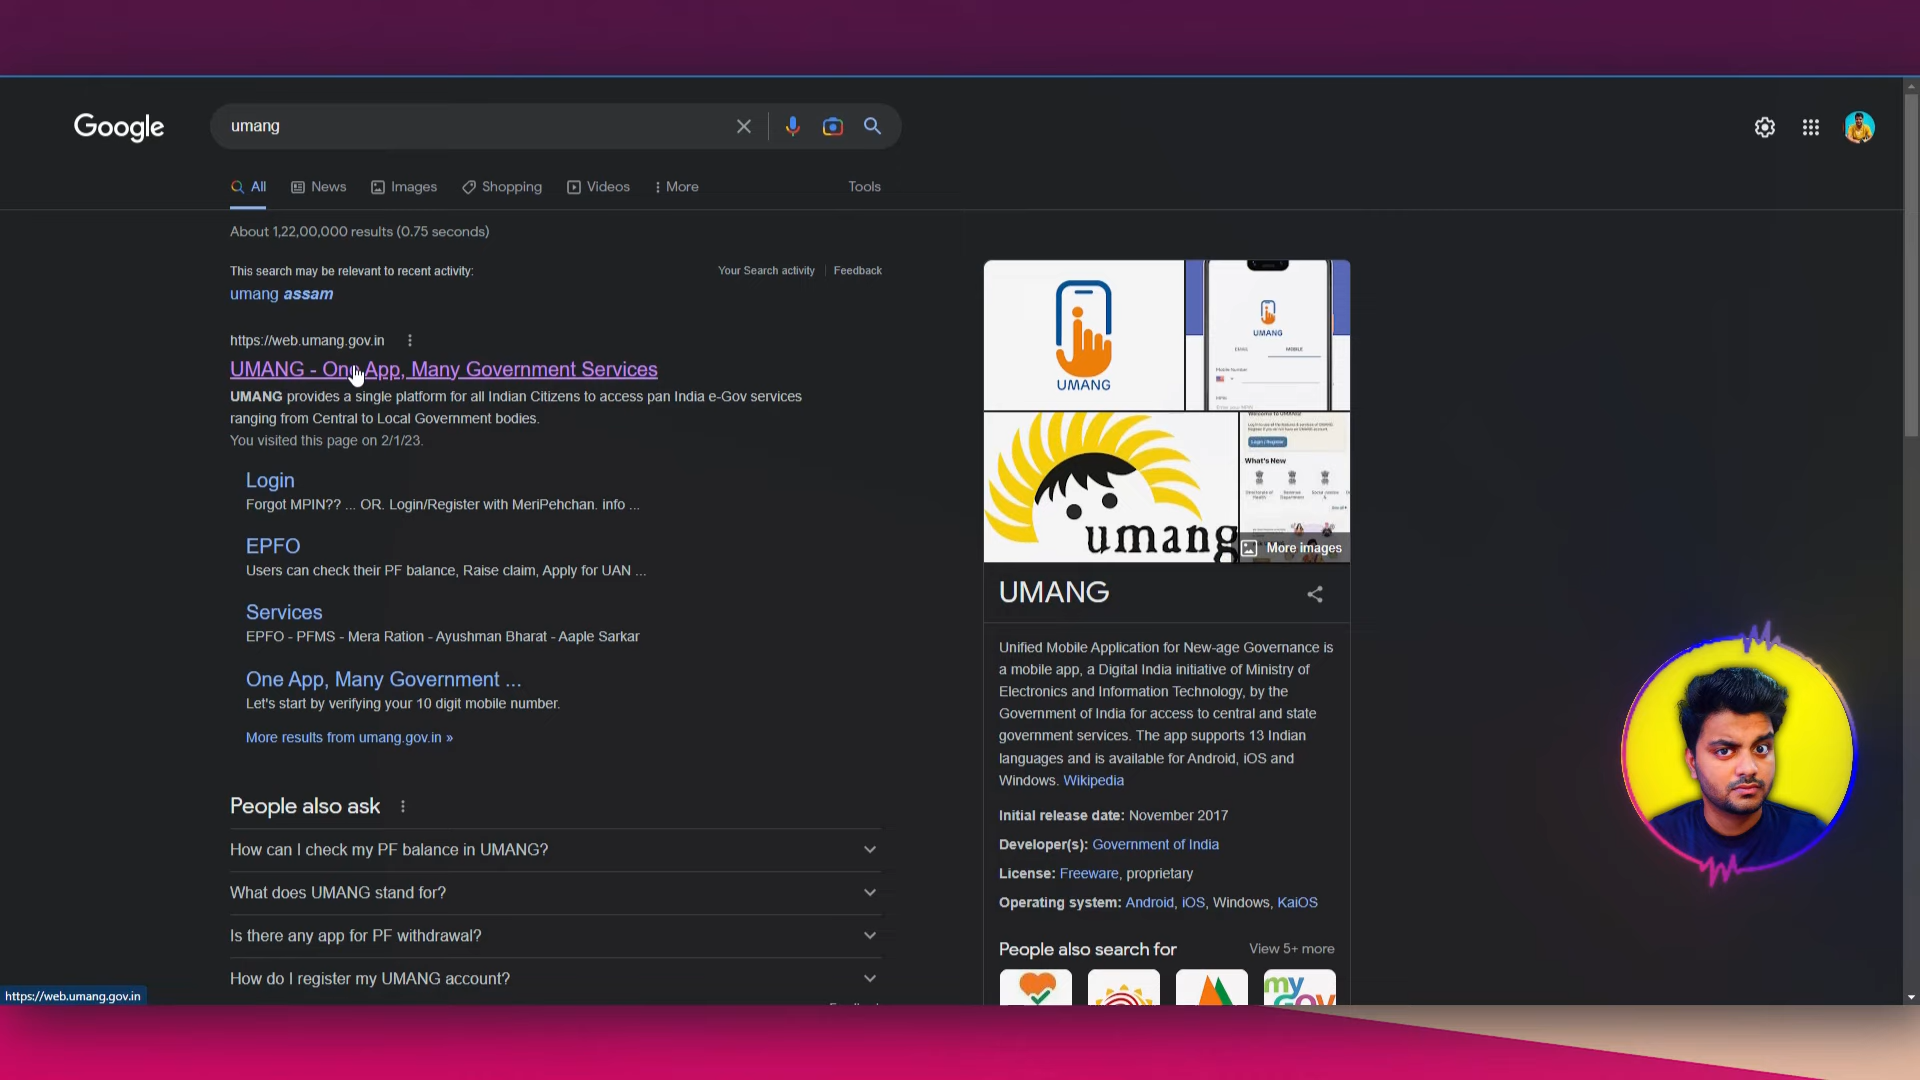 Google
umang
All
News
Images
Shopping
Videos
More
Tools
About 1,22,00,000 results (0.75 seconds)
This search may be relevant to recent activity:
Your Search activity
Feedback
umang assam
https://web.umang.gov.in
UMANG - One App, Many Government Services
UMANG provides a single platform for all Indian Citizens to access pan India e-Gov services
ranging from Central to Local Government bodies.
You visited this page on 2/1/23.
Login
Forgot MPIN?? ... OR. Login/Register with MeriPehchan. info ...
EPFO
Users can check their PF balance, Raise claim, Apply for UAN ...
Services
EPFO - PFMS - Mera Ration - Ayushman Bharat - Aaple Sarkar
One App, Many Government ...
Let's start by verifying your 10 digit mobile number.
More results from umang.gov.in »
People also ask
How can I check my PF balance in UMANG?
What does UMANG stand for?
Is there any app for PF withdrawal?
How do I register my UMANG account?
https://web.umang.gov.in
UMANG
UMANG
MOBILE
umang
What's New
More images
UMANG
Unified Mobile Application for New-age Governance is
a mobile app, a Digital India initiative of Ministry of
Electronics and Information Technology, by the
Government of India for access to central and state
government services. The app supports 13 Indian
languages and is available for Android, iOS and
Windows. Wikipedia
Initial release date: November 2017
Developer(s): Government of India
License: Freeware, proprietary
Operating system: Android, iOS, Windows, KaiOS
People also search for
View 5+ more
my
GOV